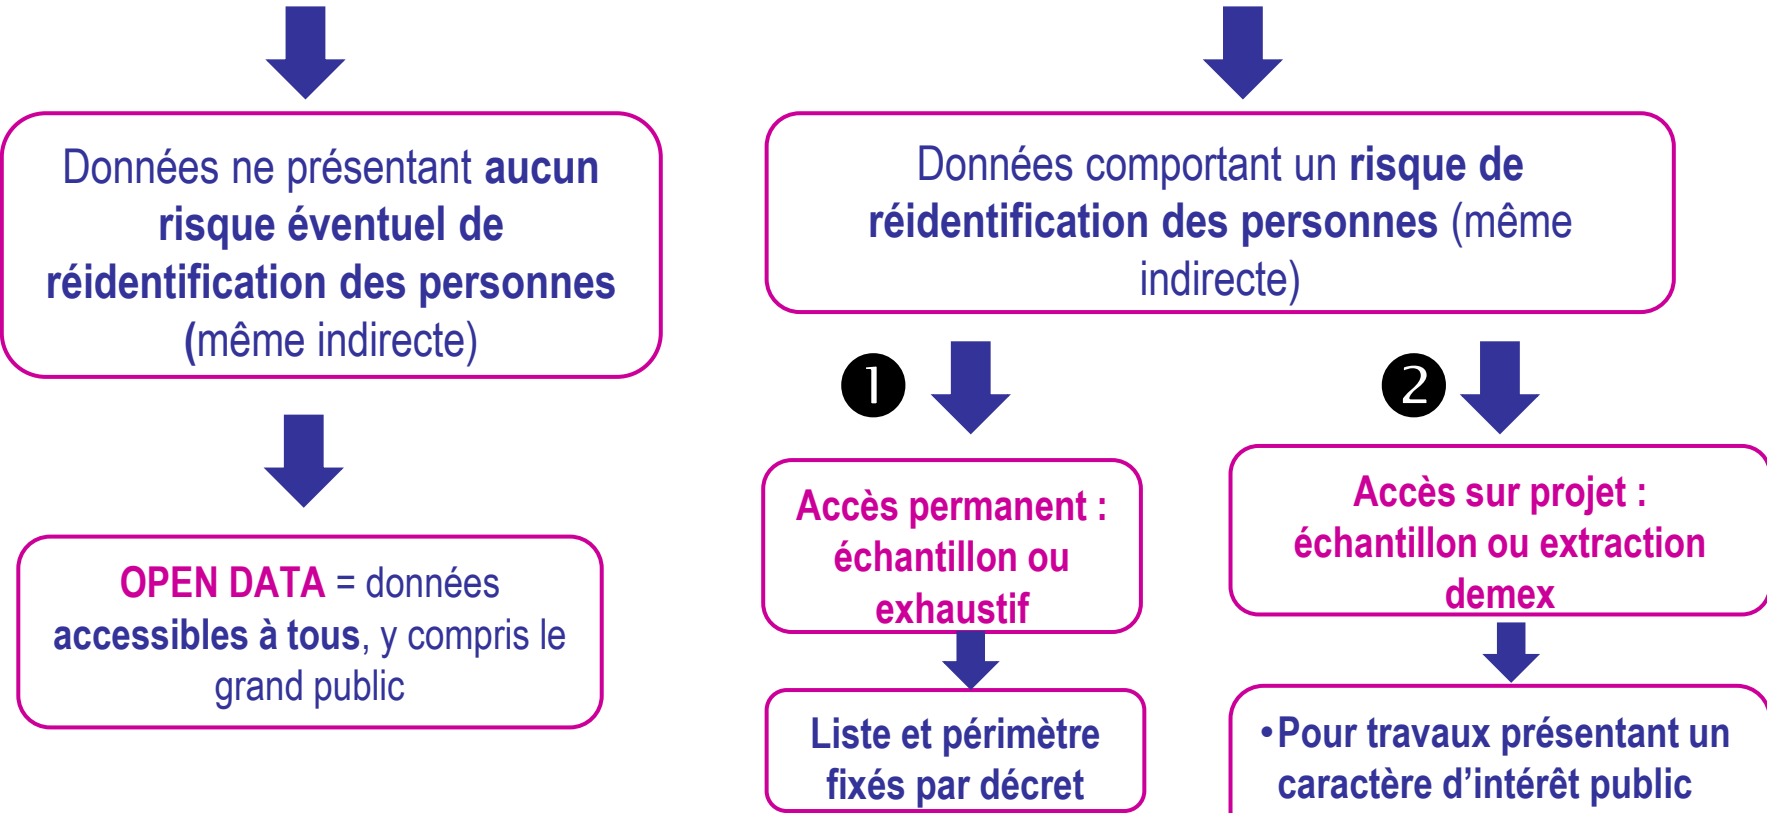 Données ne présentant aucun
risque éventuel de
réidentification des personnes
(même indirecte)
OPEN DATA = données
accessibles à tous, y compris le
grand public
Données comportant un risque de
réidentification des personnes (même
indirecte)
❶
Accès permanent :
échantillon ou
exhaustif
Liste et périmètre
fixés par décret
❷
Accès sur projet :
échantillon ou extraction
demex
•Pour travaux présentant un
caractère d’intérêt public